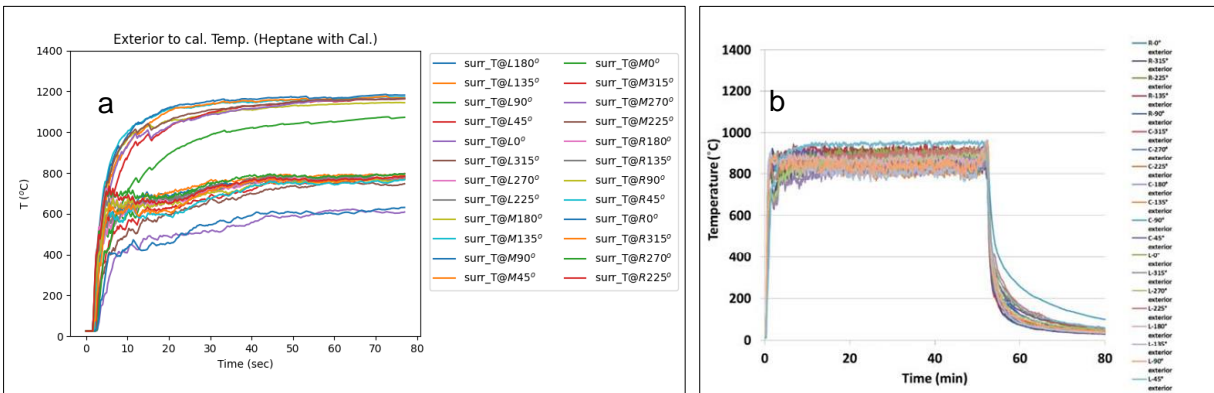 Exterior to cal. Temp. (Heptane with Cal.)
a
1400
1200
1000
800
600
400
200
0
T (°C)
0 10 20 30 40 50 60 70 80
Time (sec)
surr_T@L180° surr_T@M0°
surr_T@L135° surr_T@M315°
surr_T@L90° surr_T@M270°
surr_T@L45° surr_T@M225°
surr_T@L0° surr_T@R180°
surr_T@L315° surr_T@R135°
surr_T@L270° surr_T@R90°
surr_T@L225° surr_T@R45°
surr_T@M180° surr_T@R0°
surr_T@M135° surr_T@R315°
surr_T@M90° surr_T@R270°
surr_T@M45° surr_T@R225°
b
1400
1200
1000
800
600
400
200
0
Temperature (°C)
0 20 40 60 80
Time (min)
R-0°
exterior
R-315°
exterior
R-225°
exterior
R-135°
exterior
R-90°
exterior
C-315°
exterior
C-270°
exterior
C-225°
exterior
C-180°
exterior
C-135°
exterior
C-90°
exterior
C-45°
exterior
L-0°
exterior
L-315°
exterior
L-270°
exterior
L-225°
exterior
L-180°
exterior
L-135°
exterior
L-90°
exterior
L-45°
exterior